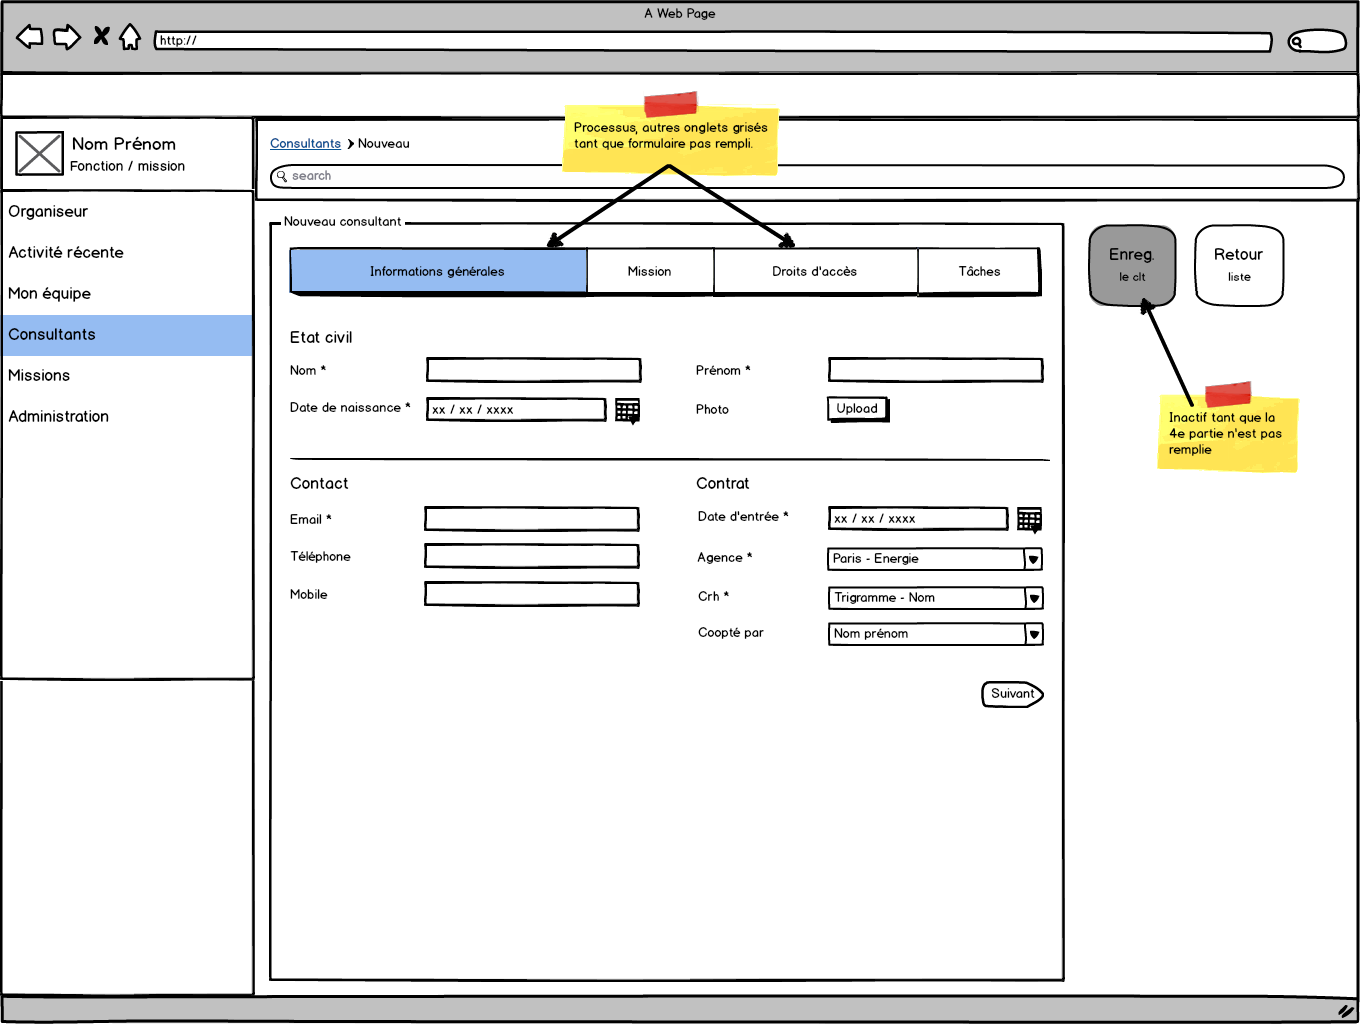 A Web Page
http://
Nom Prénom
Fonction / mission
Organiseur
Activité récente
Mon équipe
Consultants
Missions
Administration
Consultants > Nouveau
search
Processus, autres onglets grisés
tant que formulaire pas rempli.
Nouveau consultant
Informations générales
Mission
Droits d'accès
Tâches
Enreg.
le clt
Retour
liste
Inactif tant que la
4e partie n'est pas
remplie
Etat civil
Nom *
Prénom *
Date de naissance * xx / xx / xxxx
Photo Upload
Contact
Email *
Téléphone
Mobile
Contrat
Date d'entrée * xx / xx / xxxx
Agence * Paris - Energie
Crh * Trigramme - Nom
Coopté par Nom prénom
Suivant